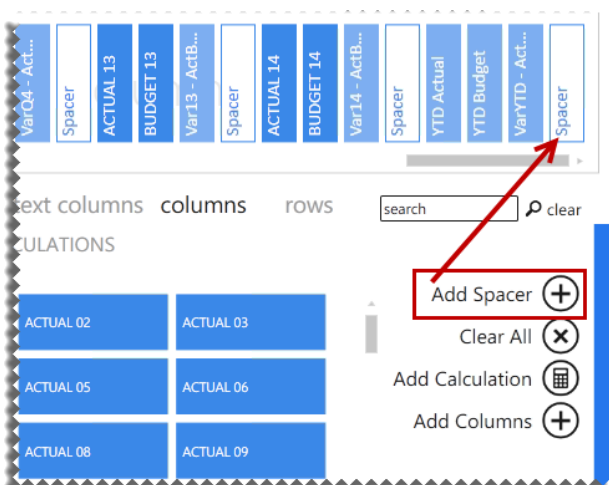 VarQ4 - Act...
Spacer
ACTUAL 13
BUDGET 13
Var13 - ActB...
Spacer
ACTUAL 14
BUDGET 14
Var14 - ActB...
Spacer
YTD Actual
YTD Budget
VarYTD - Act...
Spacer
text columns columns rows
search clear
CULATIONS
Add Spacer
Clear All
Add Calculation
Add Columns
ACTUAL 02 ACTUAL 03
ACTUAL 05 ACTUAL 06
ACTUAL 08 ACTUAL 09